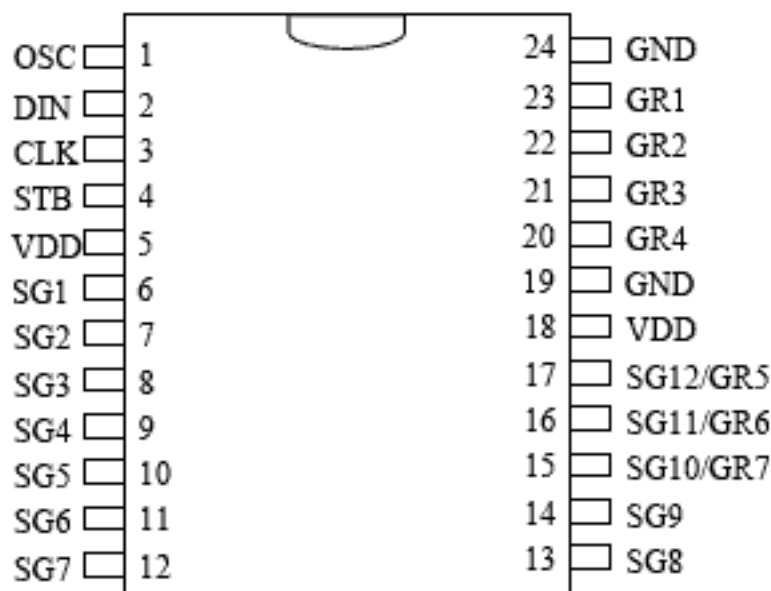 OSC 1 24 GND
DIN 2 23 GR1
CLK 3 22 GR2
STB 4 21 GR3
VDD 5 20 GR4
SG1 6 19 GND
SG2 7 18 VDD
SG3 8 17 SG12/GR5
SG4 9 16 SG11/GR6
SG5 10 15 SG10/GR7
SG6 11 14 SG9
SG7 12 13 SG8